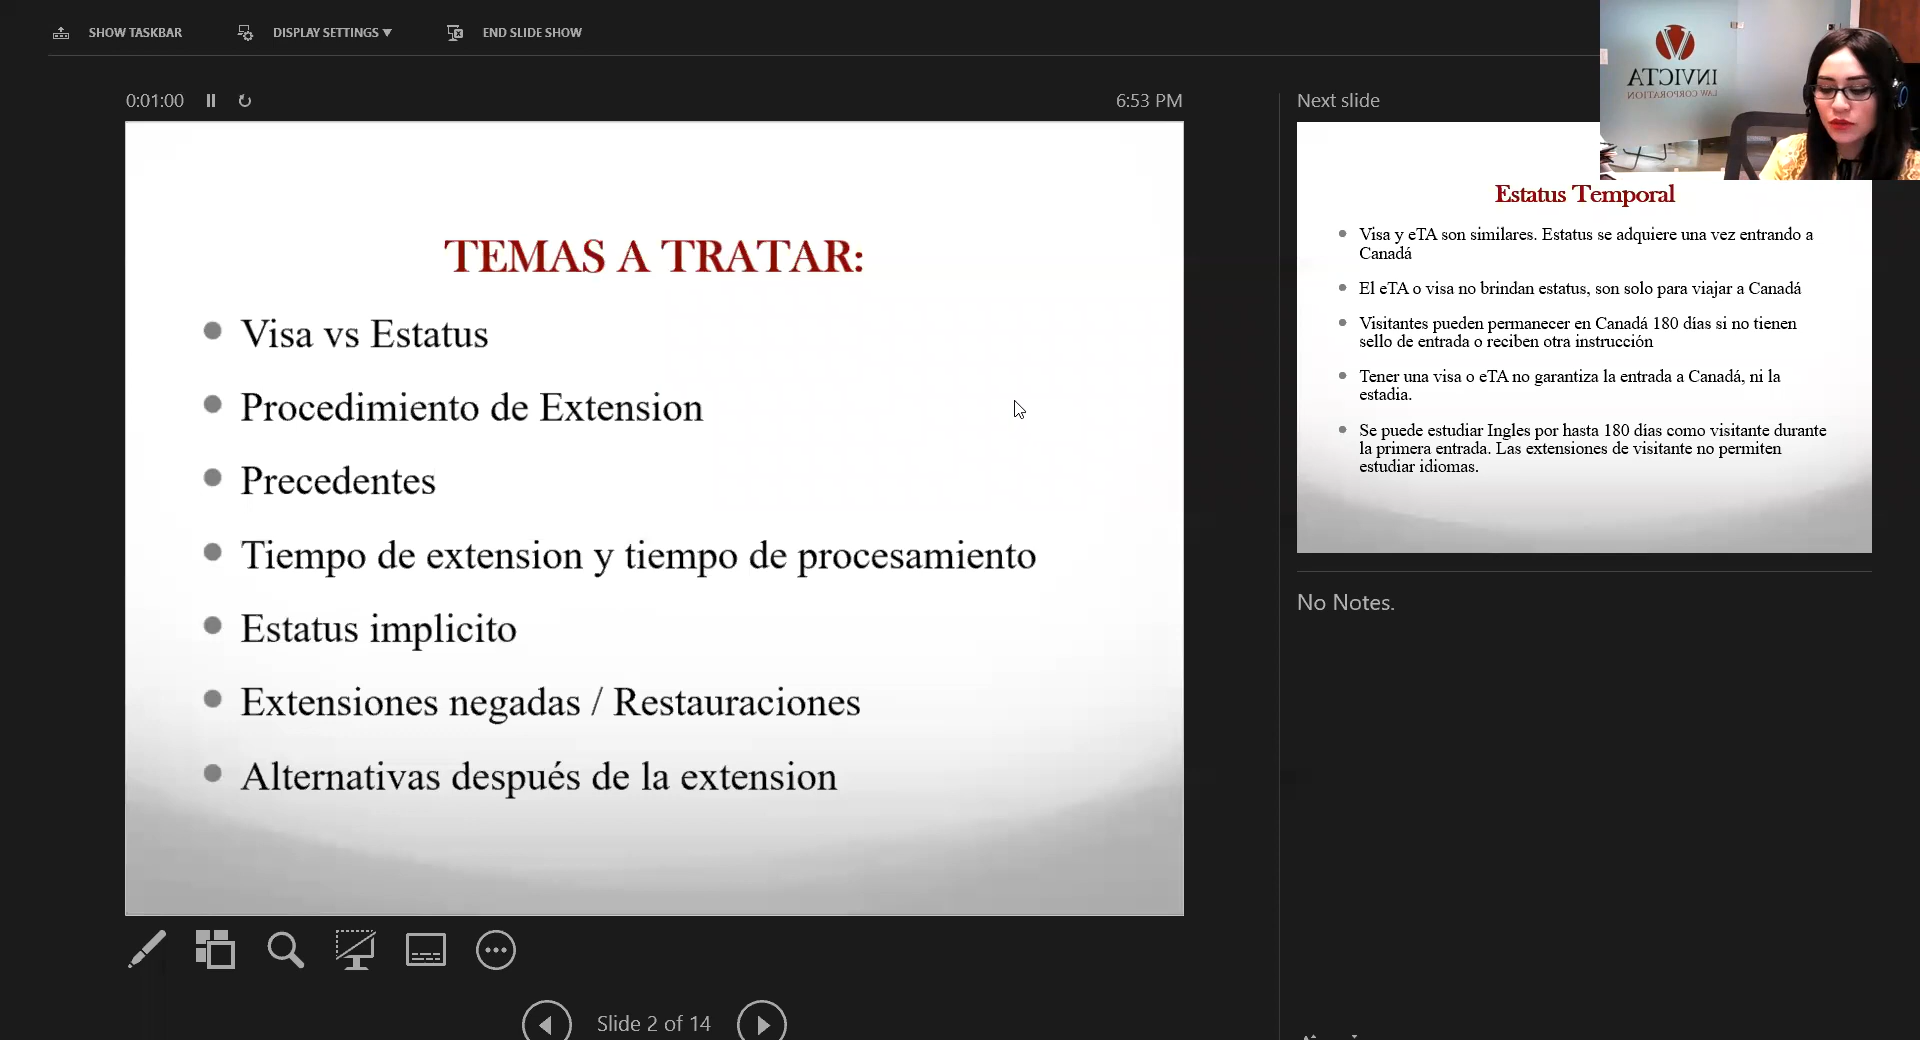 SHOW TASKBAR
DISPLAY SETTINGS ▼
END SLIDE SHOW
0:01:00
6:53 PM
TEMAS A TRATAR:
Visa vs Estatus
Procedimiento de Extension
Precedentes
Tiempo de extension y tiempo de procesamiento
Estatus implicito
Extensiones negadas / Restauraciones
Alternativas después de la extension
Slide 2 of 14
Next slide
INVICTA
LAW CORPORATION
Estatus Temporal
Visa y eTA son similares. Estatus se adquiere una vez entrando a
Canadá
El eTA o visa no brindan estatus, son solo para viajar a Canadá
Visitantes pueden permanecer en Canadá 180 días si no tienen
sello de entrada o reciben otra instrucción
Tener una visa o eTA no garantiza la entrada a Canadá, ni la
estadia.
Se puede estudiar Ingles por hasta 180 días como visitante durante
la primera entrada. Las extensiones de visitante no permiten
estudiar idiomas.
No Notes.